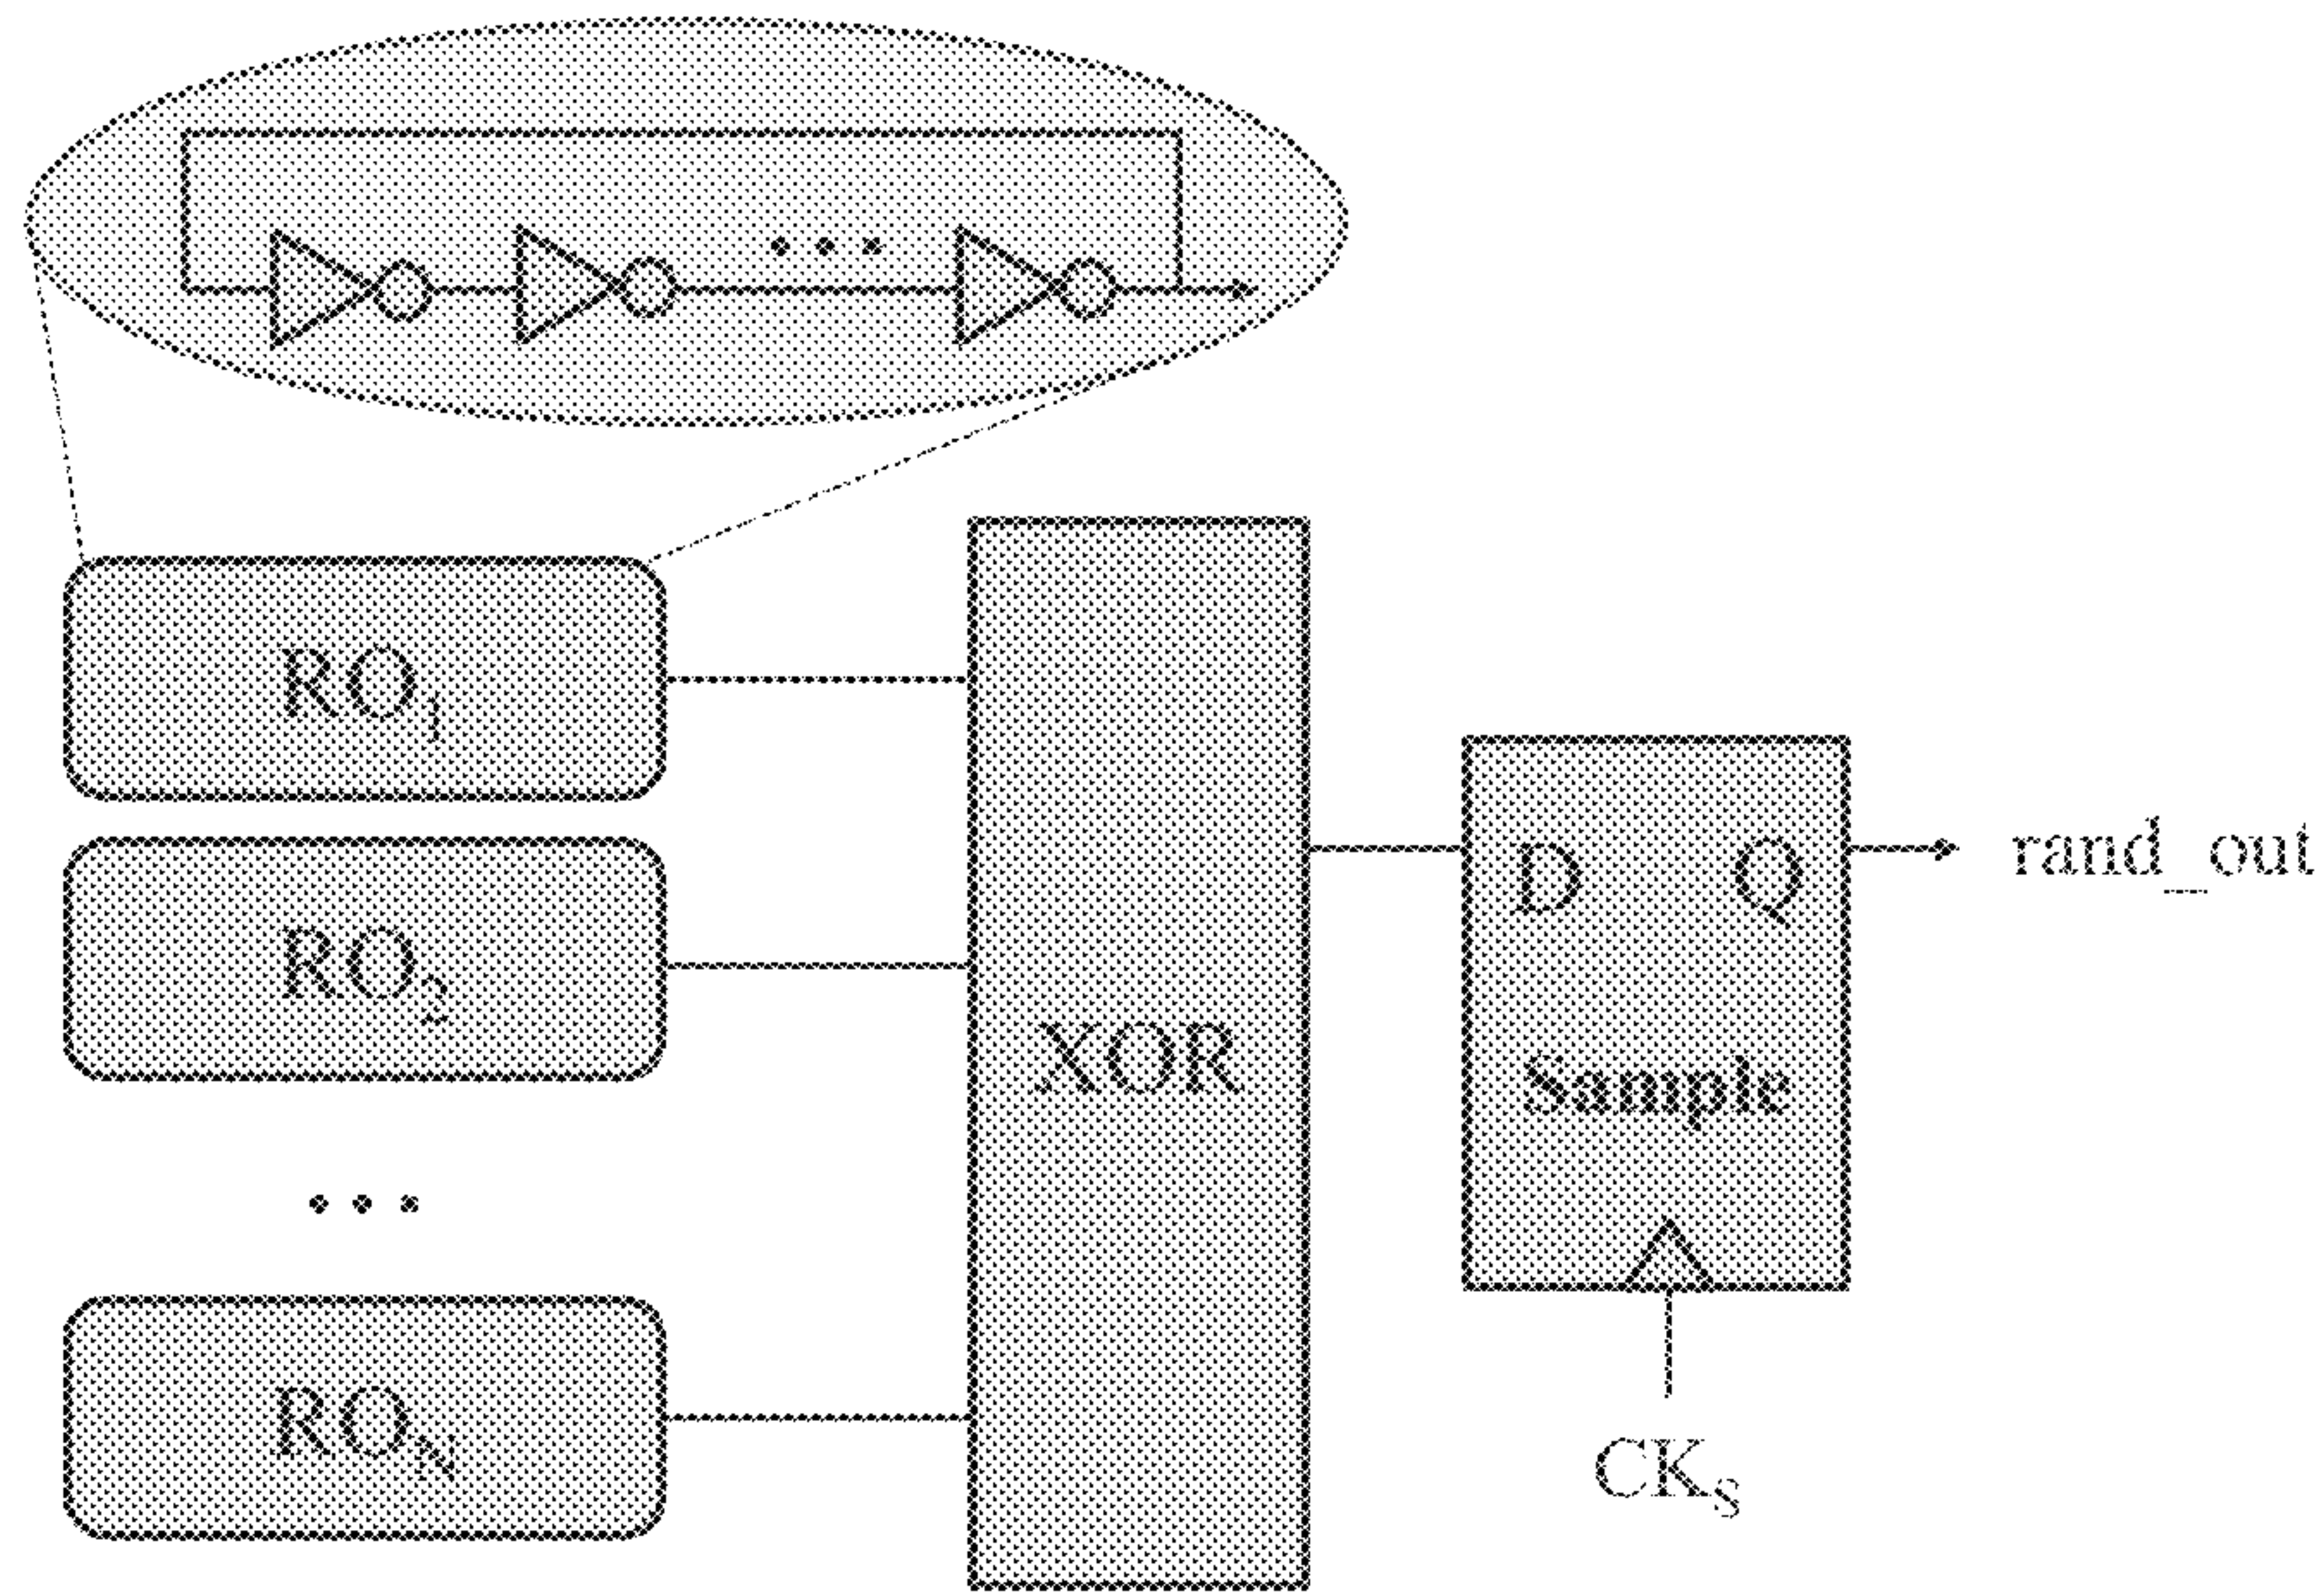 RO1
RO2
XOR
RON
D Q
Sample
rand_out
CKS